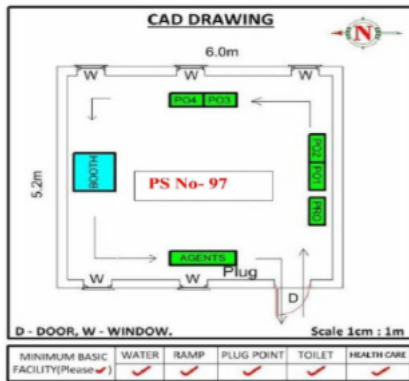 CAD DRAWING
N
6.0m
W W W
PO4 PO3
5.2m
BOOTH
PS No- 97
PO2
PO1
PRO
AGENTS
Plug
W W
D
D - DOOR, W - WINDOW. Scale 1cm : 1m
MINIMUM BASIC FACILITY(Please ✔) WATER RAMP PLUG POINT TOILET HEALTH CARE
✔ ✔ ✔ ✔ ✔